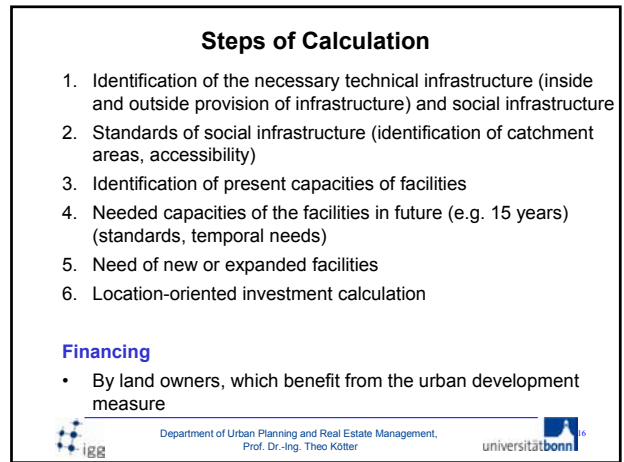 Steps of Calculation
1. Identification of the necessary technical infrastructure (inside
and outside provision of infrastructure) and social infrastructure
2. Standards of social infrastructure (identification of catchment
areas, accessibility)
3. Identification of present capacities of facilities
4. Needed capacities of the facilities in future (e.g. 15 years)
(standards, temporal needs)
5. Need of new or expanded facilities
6. Location-oriented investment calculation
Financing
• By land owners, which benefit from the urban development
measure
igg
Department of Urban Planning and Real Estate Management,
Prof. Dr.-Ing. Theo Kötter
universitätbonn
16